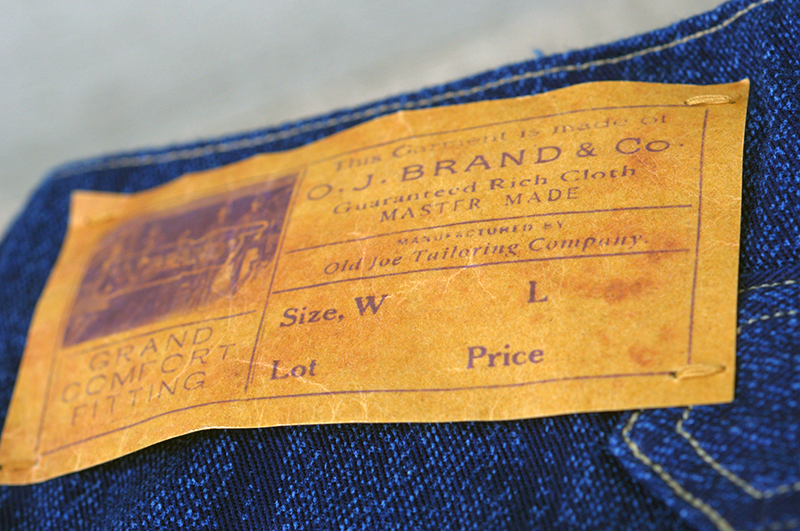 This Garment is made of
O. J. BRAND & Co.
Guaranteed Rich Cloth
MASTER MADE
MANUFACTURED BY
Old Joe Tailoring Company.
Size, W L
Lot Price
GRAND
COMFORT
FITTING